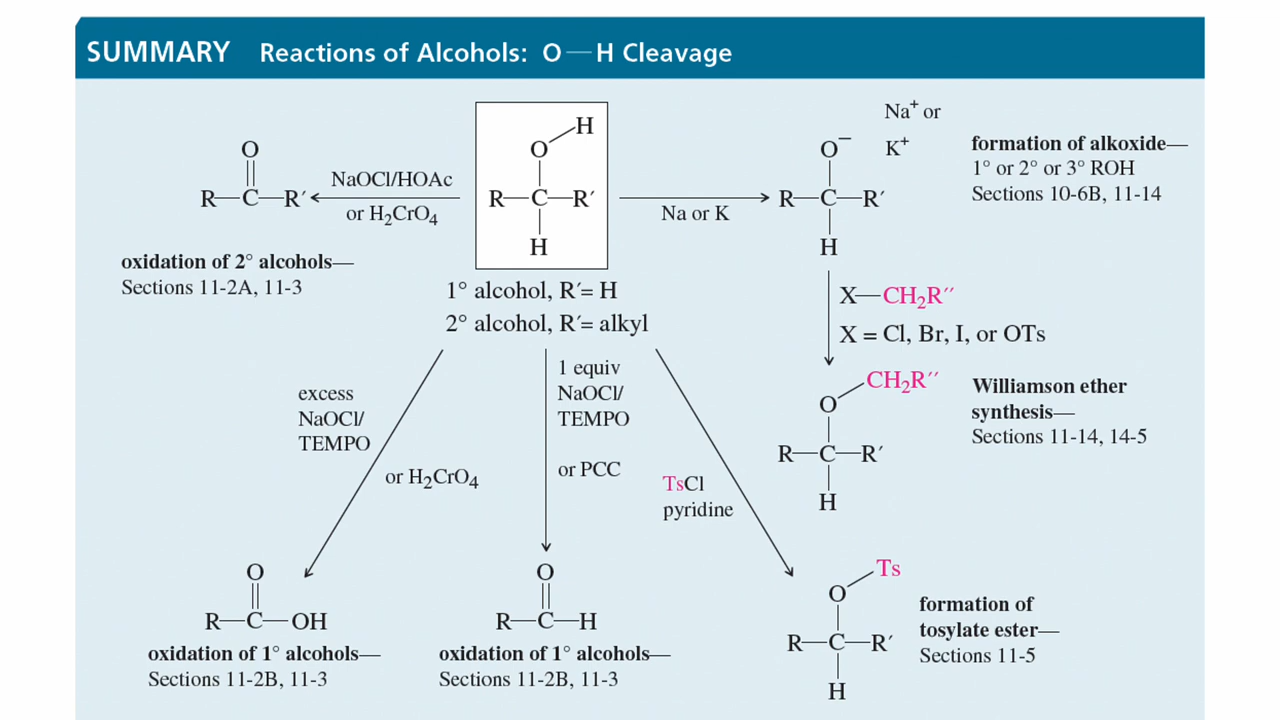 SUMMARY Reactions of Alcohols: O—H Cleavage
O
R—C—R′
NaOCl/HOAc
or H₂CrO₄
oxidation of 2° alcohols—
Sections 11-2A, 11-3
H
O
R—C—R′
H
1° alcohol, R′= H
2° alcohol, R′= alkyl
Na or K
Na⁺ or
O⁻ K⁺
R—C—R′
H
formation of alkoxide—
1° or 2° or 3° ROH
Sections 10-6B, 11-14
X—CH₂R″
X = Cl, Br, I, or OTs
CH₂R″
O
R—C—R′
H
Williamson ether
synthesis—
Sections 11-14, 14-5
excess
NaOCl/
TEMPO
or H₂CrO₄
O
R—C—OH
oxidation of 1° alcohols—
Sections 11-2B, 11-3
1 equiv
NaOCl/
TEMPO
or PCC
O
R—C—H
oxidation of 1° alcohols—
Sections 11-2B, 11-3
TsCl
pyridine
Ts
O
R—C—R′
H
formation of
tosylate ester—
Sections 11-5